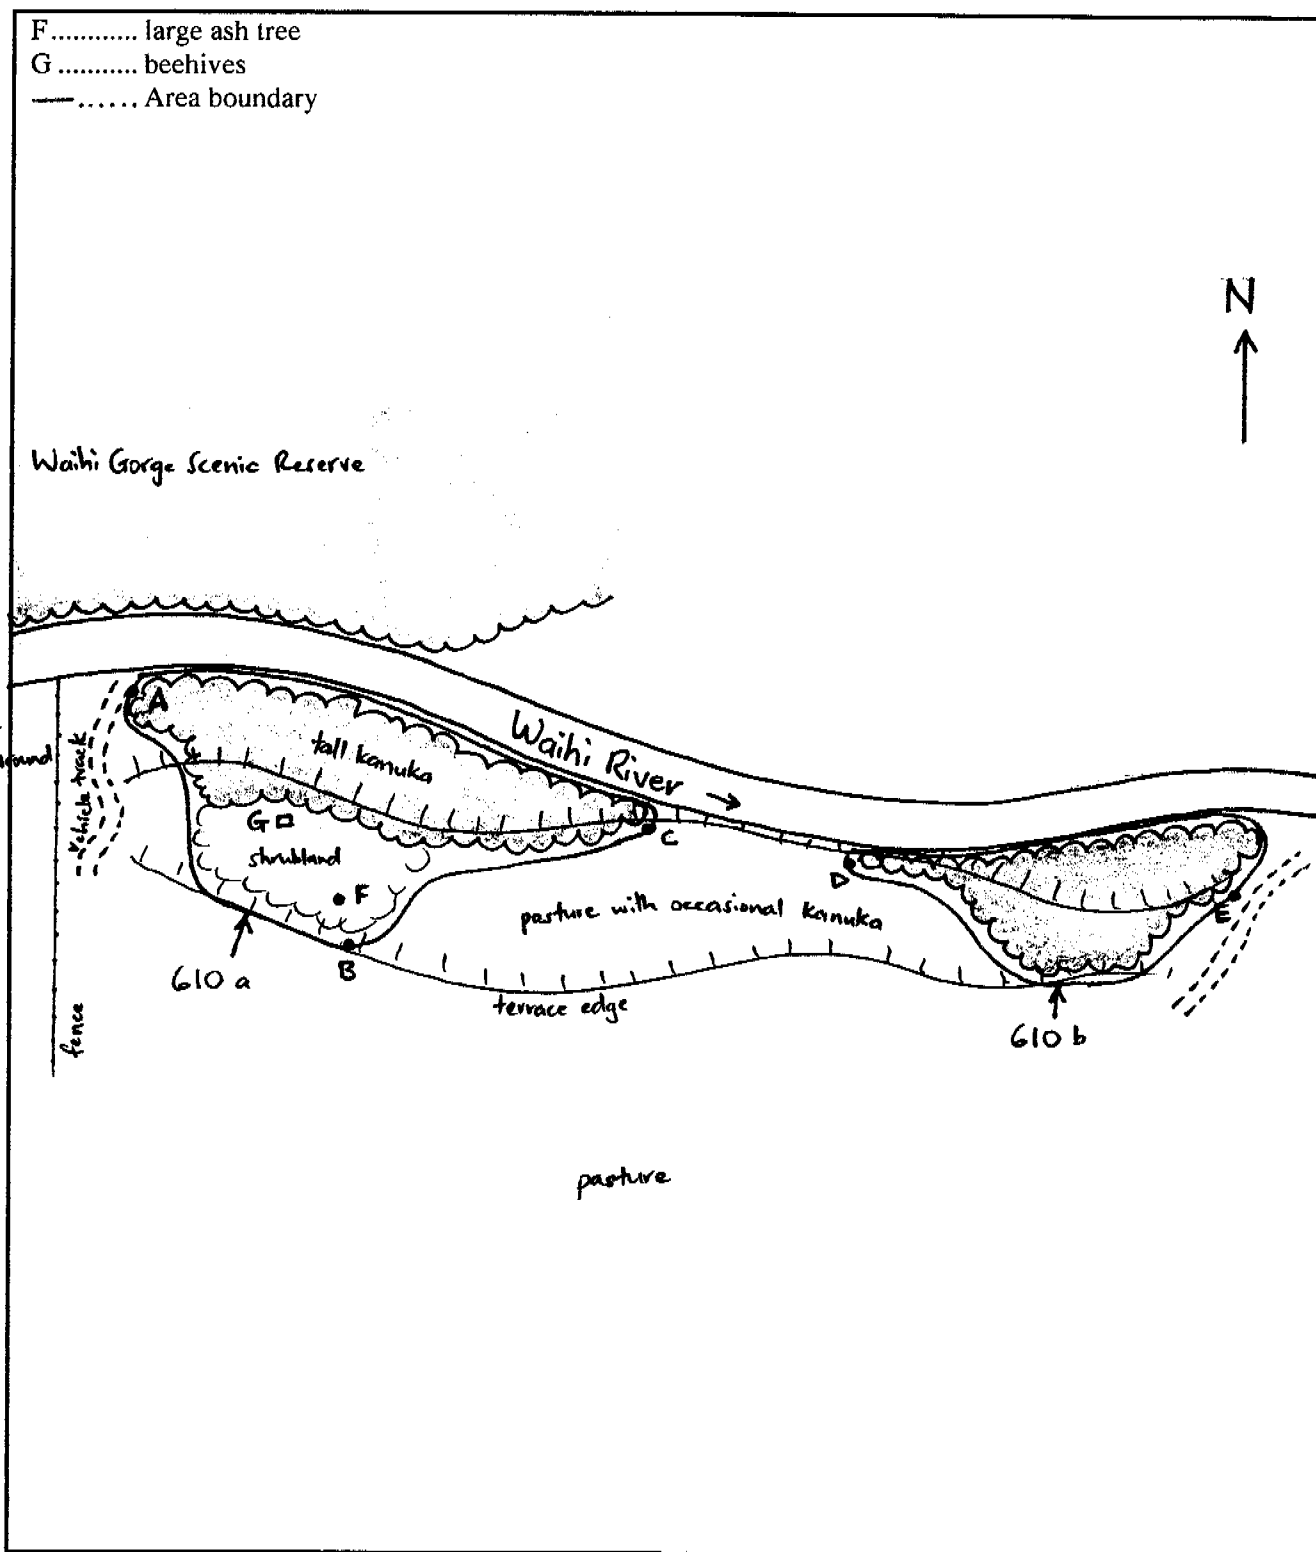 F............ large ash tree
G ........... beehives
—...... Area boundary
N
Waihi Gorge Scenic Reserve
A
tall kanuka
Waihi River
vehicle track
G
C
shrubland
D
F
E
pasture with occasional kanuka
B
610 a
terrace edge
fence
610 b
pasture